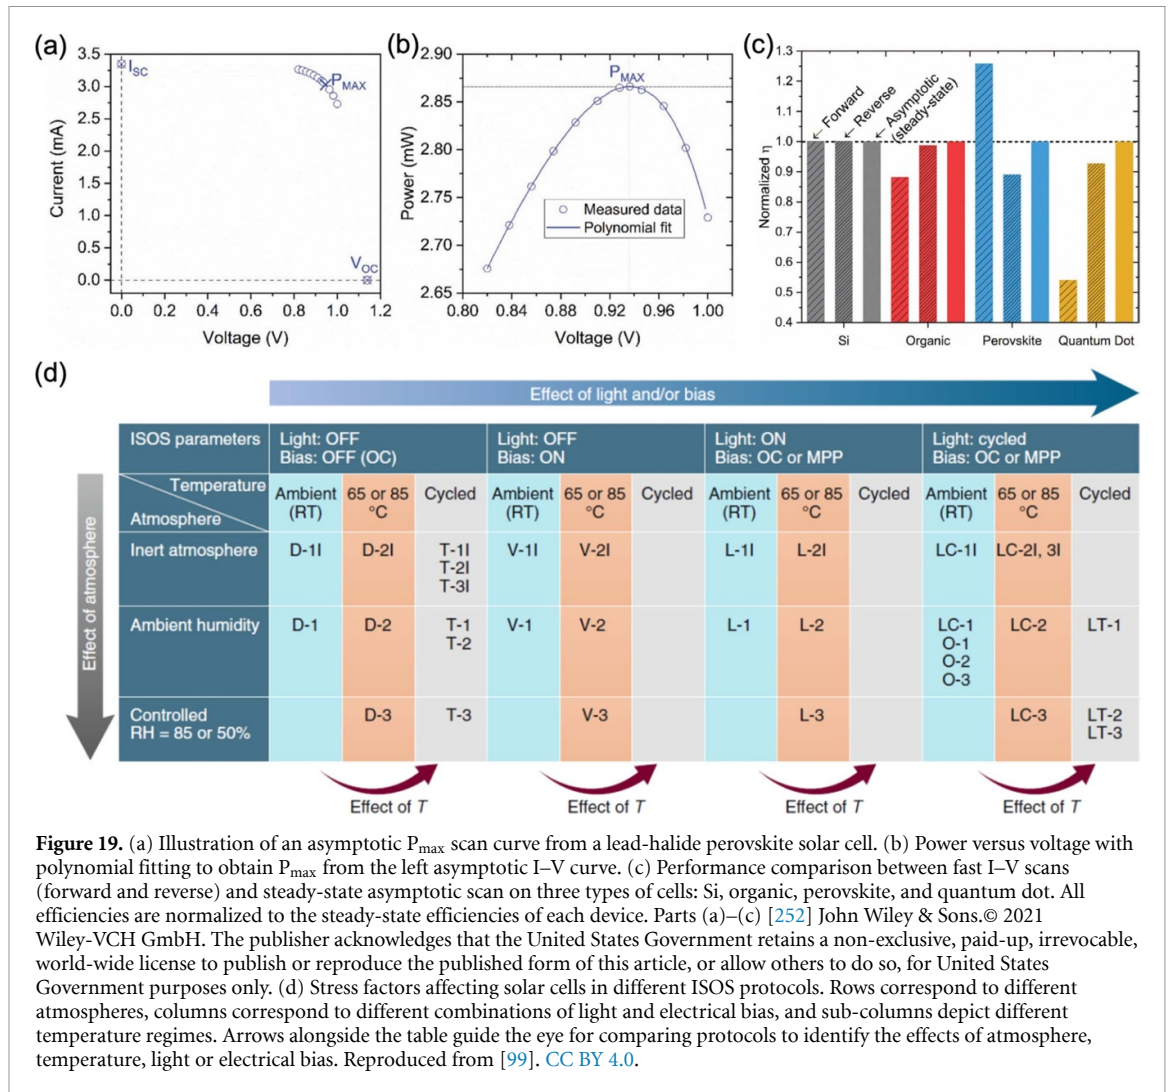 (a)
3.5
3.0
2.5
2.0
1.5
1.0
0.5
0.0
Current (mA)
I_SC
P_MAX
V_OC
0.0 0.2 0.4 0.6 0.8 1.0 1.2
Voltage (V)
(b)
2.90
2.85
2.80
2.75
2.70
2.65
Power (mW)
P_MAX
Measured data
Polynomial fit
0.80 0.84 0.88 0.92 0.96 1.00
Voltage (V)
(c)
1.3
1.2
1.1
1.0
0.9
0.8
0.7
0.6
0.5
0.4
Normalized η
←Forward
←Reverse
←Asymptotic
(steady-state)
Si Organic Perovskite Quantum Dot
(d)
Effect of light and/or bias
Effect of atmosphere
ISOS parameters Light: OFF Light: OFF Light: ON Light: cycled
Bias: OFF (OC) Bias: ON Bias: OC or MPP Bias: OC or MPP
Temperature
Atmosphere
Ambient 65 or 85 Cycled Ambient 65 or 85 Cycled Ambient 65 or 85 Cycled Ambient 65 or 85 Cycled
(RT) °C (RT) °C (RT) °C (RT) °C
Inert atmosphere D-1I D-2I T-1I V-1I V-2I L-1I L-2I LC-1I LC-2I, 3I
T-2I
T-3I
Ambient humidity D-1 D-2 T-1 V-1 V-2 L-1 L-2 LC-1 LC-2 LT-1
T-2 O-1
O-2
O-3
Controlled D-3 T-3 V-3 L-3 LC-3 LT-2
RH = 85 or 50% LT-3
Effect of T Effect of T Effect of T Effect of T
Figure 19. (a) Illustration of an asymptotic Pmax scan curve from a lead-halide perovskite solar cell. (b) Power versus voltage with
polynomial fitting to obtain Pmax from the left asymptotic I–V curve. (c) Performance comparison between fast I–V scans
(forward and reverse) and steady-state asymptotic scan on three types of cells: Si, organic, perovskite, and quantum dot. All
efficiencies are normalized to the steady-state efficiencies of each device. Parts (a)–(c) [252] John Wiley & Sons.© 2021
Wiley-VCH GmbH. The publisher acknowledges that the United States Government retains a non-exclusive, paid-up, irrevocable,
world-wide license to publish or reproduce the published form of this article, or allow others to do so, for United States
Government purposes only. (d) Stress factors affecting solar cells in different ISOS protocols. Rows correspond to different
atmospheres, columns correspond to different combinations of light and electrical bias, and sub-columns depict different
temperature regimes. Arrows alongside the table guide the eye for comparing protocols to identify the effects of atmosphere,
temperature, light or electrical bias. Reproduced from [99]. CC BY 4.0.